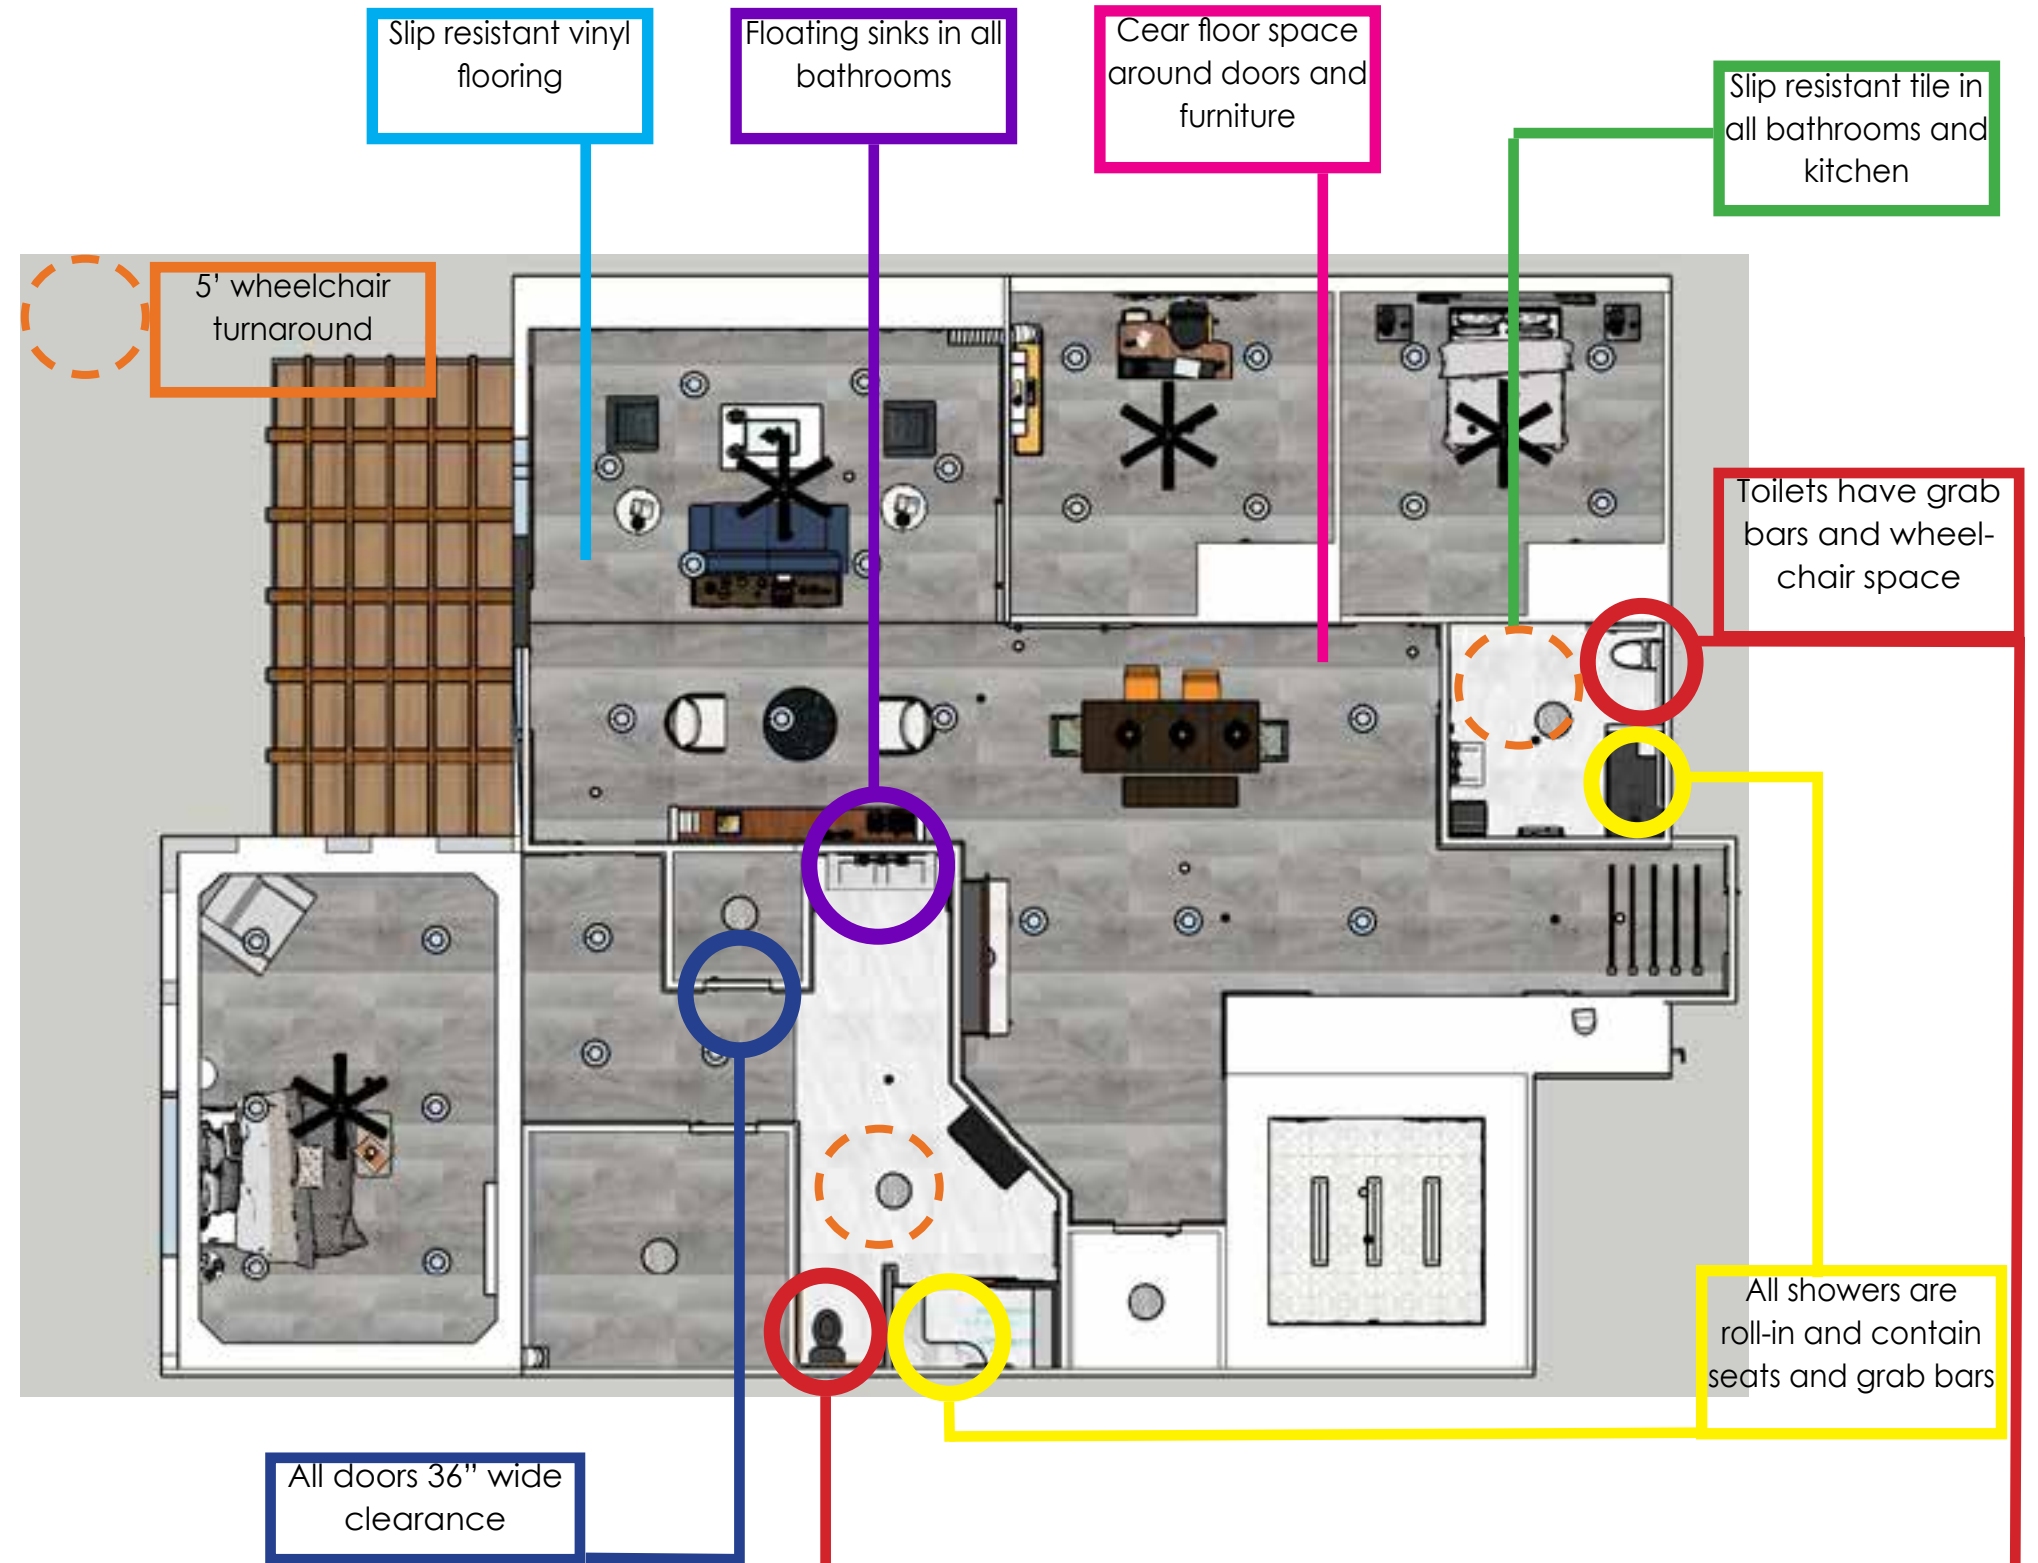 Slip resistant vinyl
flooring
Floating sinks in all
bathrooms
Cear floor space
around doors and
furniture
Slip resistant tile in
all bathrooms and
kitchen
5’ wheelchair
turnaround
Toilets have grab
bars and wheel-
chair space
All showers are
roll-in and contain
seats and grab bars
All doors 36” wide
clearance